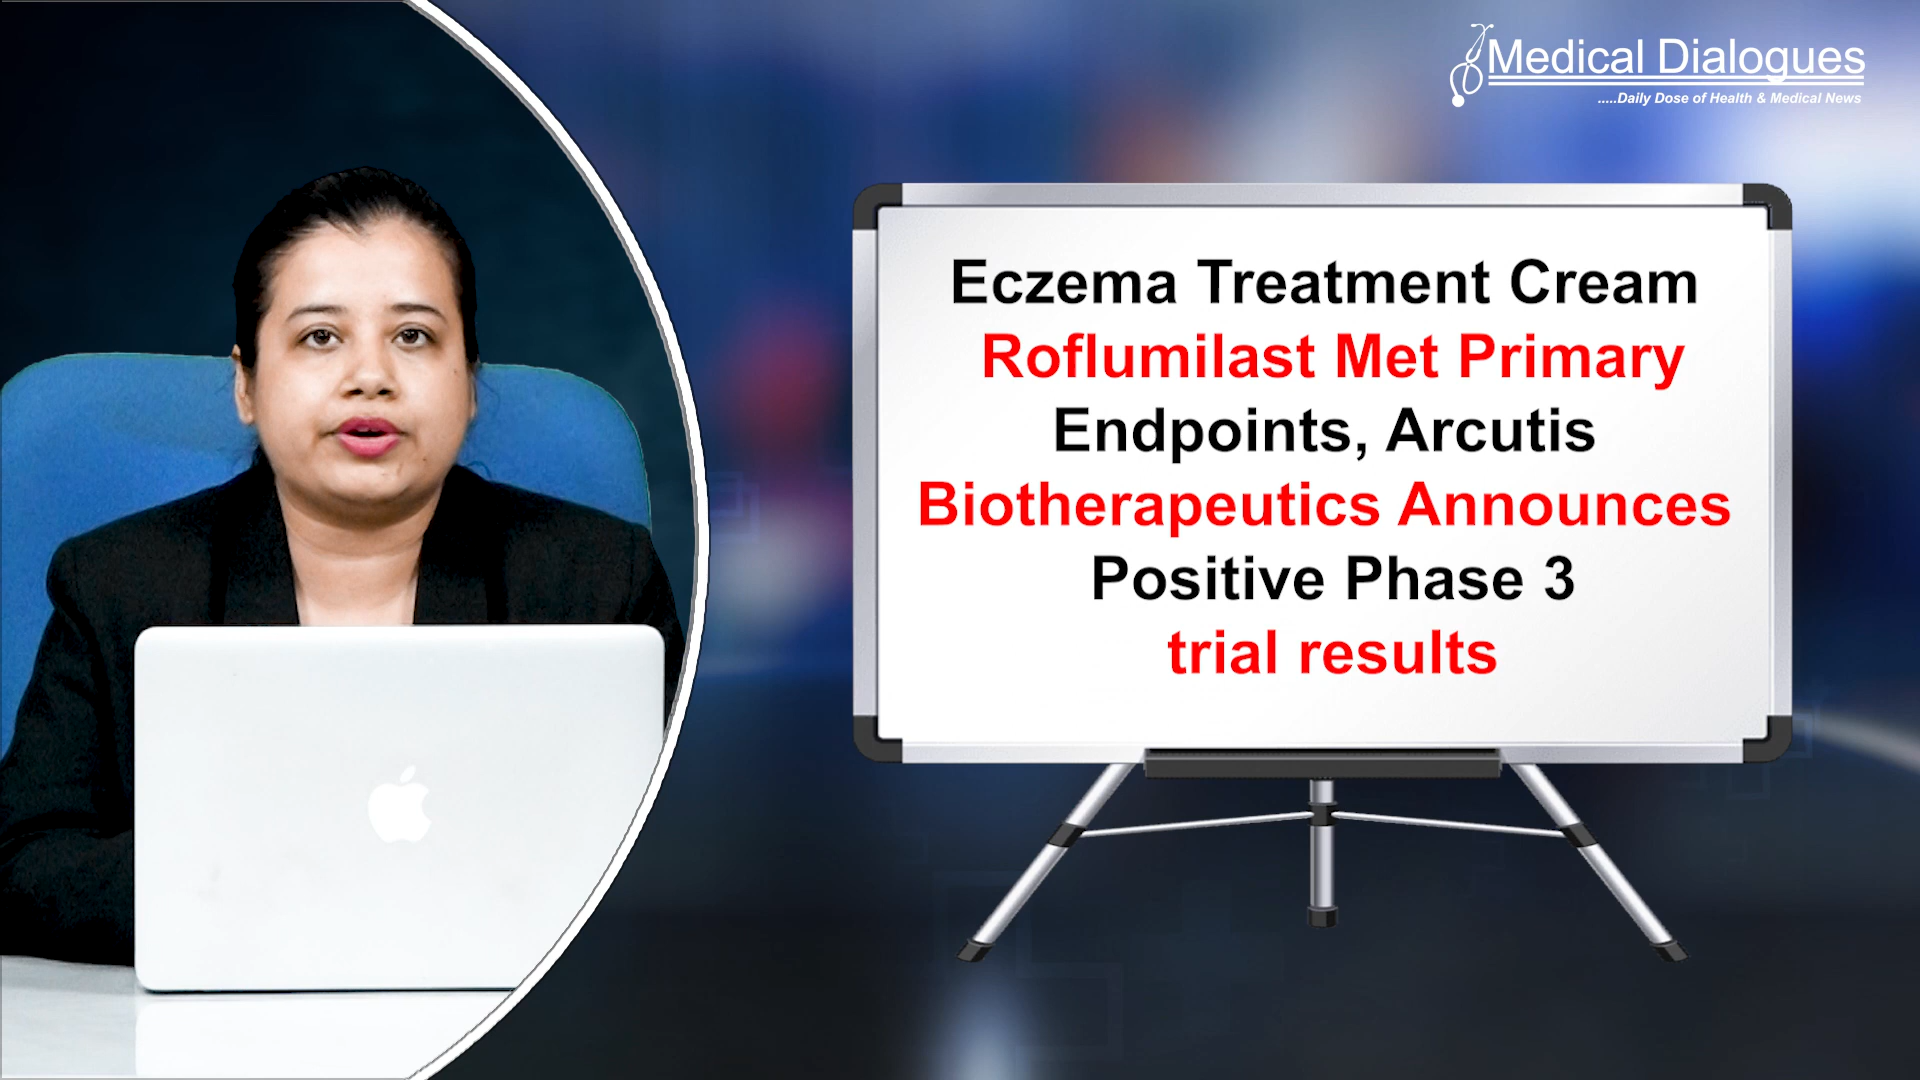 Medical Dialogues
.....Daily Dose of Health & Medical News
Eczema Treatment Cream
Roflumilast Met Primary
Endpoints, Arcutis
Biotherapeutics Announces
Positive Phase 3
trial results